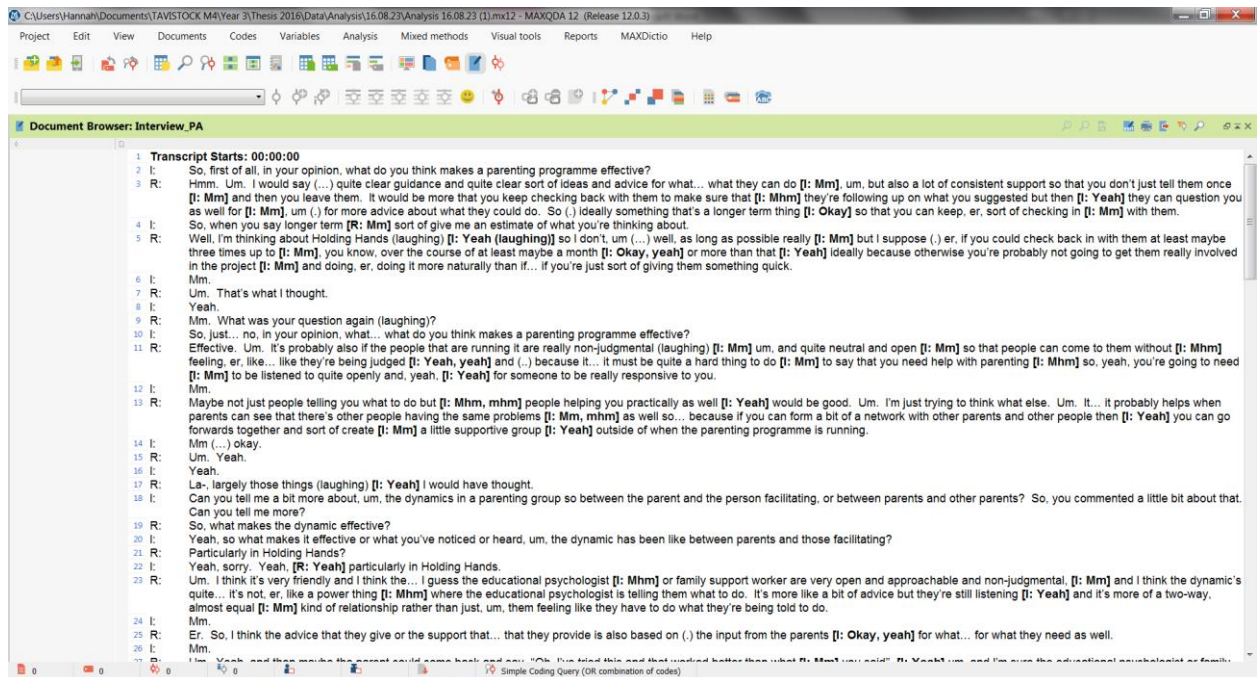 C:\Users\Hannah\Documents\TAVISTOCK M4\Year 3\Thesis 2016\Data\Analysis\16.08.23\Analysis 16.08.23 (1).mx12 - MAXQDA 12 (Release 12.0.3)
Project Edit View Documents Codes Variables Analysis Mixed methods Visual tools Reports MAXDictio Help
Document Browser: Interview_PA
1 Transcript Starts: 00:00:00
2 I: So, first of all, in your opinion, what do you think makes a parenting programme effective?
3 R: Hmm. Um. I would say (...) quite clear guidance and quite clear sort of ideas and advice for what... what they can do [I: Mm], um, but also a lot of consistent support so that you don't just tell them once
[I: Mm] and then you leave them. It would be more that you keep checking back with them to make sure that [I: Mhm] they're following up on what you suggested but then [I: Yeah] they can question you
as well for [I: Mm], um (.) for more advice about what they could do. So (.) ideally something that's a longer term thing [I: Okay] so that you can keep, er, sort of checking in [I: Mm] with them.
4 I: So, when you say longer term [R: Mm] sort of give me an estimate of what you're thinking about.
5 R: Well, I'm thinking about Holding Hands (laughing) [I: Yeah (laughing)] so I don't, um (...) well, as long as possible really [I: Mm] but I suppose (.) er, if you could check back in with them at least maybe
three times up to [I: Mm], you know, over the course of at least maybe a month [I: Okay, yeah] or more than that [I: Yeah] ideally because otherwise you're probably not going to get them really involved
in the project [I: Mm] and doing, er, doing it more naturally than if... if you're just sort of giving them something quick.
6 I: Mm.
7 R: Um. That's what I thought.
8 I: Yeah.
9 R: Mm. What was your question again (laughing)?
10 I: So, just... no, in your opinion, what... what do you think makes a parenting programme effective?
11 R: Effective. Um. It's probably also if the people that are running it are really non-judgmental (laughing) [I: Mm] um, and quite neutral and open [I: Mm] so that people can come to them without [I: Mhm]
feeling, er, like... like they're being judged [I: Yeah, yeah] and (..) because it... it must be quite a hard thing to do [I: Mm] to say that you need help with parenting [I: Mhm] so, yeah, you're going to need
[I: Mm] to be listened to quite openly and, yeah, [I: Yeah] for someone to be really responsive to you.
12 I: Mm.
13 R: Maybe not just people telling you what to do but [I: Mhm, mhm] people helping you practically as well [I: Yeah] would be good. Um. I'm just trying to think what else. Um. It... it probably helps when
parents can see that there's other people having the same problems [I: Mm, mhm] as well so... because if you can form a bit of a network with other parents and other people then [I: Yeah] you can go
forwards together and sort of create [I: Mm] a little supportive group [I: Yeah] outside of when the parenting programme is running.
14 I: Mm (...) okay.
15 R: Um. Yeah.
16 I: Yeah.
17 R: La-, largely those things (laughing) [I: Yeah] I would have thought.
18 I: Can you tell me a bit more about, um, the dynamics in a parenting group so between the parent and the person facilitating, or between parents and other parents? So, you commented a little bit about that.
Can you tell me more?
19 R: So, what makes the dynamic effective?
20 I: Yeah, so what makes it effective or what you've noticed or heard, um, the dynamic has been like between parents and those facilitating?
21 R: Particularly in Holding Hands?
22 I: Yeah, sorry. Yeah, [R: Yeah] particularly in Holding Hands.
23 R: Um. I think it's very friendly and I think the... I guess the educational psychologist [I: Mhm] or family support worker are very open and approachable and non-judgmental, [I: Mm] and I think the dynamic's
quite... it's not, er, like a power thing [I: Mhm] where the educational psychologist is telling them what to do. It's more like a bit of advice but they're still listening [I: Yeah] and it's more of a two-way,
almost equal [I: Mm] kind of relationship rather than just, um, them feeling like they have to do what they're being told to do.
24 I: Mm.
25 R: Er. So, I think the advice that they give or the support that... that they provide is also based on (.) the input from the parents [I: Okay, yeah] for what... for what they need as well.
26 I: Mm.
27 R: Um. Yeah, and then maybe the parent could come back and say, "Oh, I've tried this and that worked better than what [I: Mm] you said", [I: Yeah] um, and I'm sure the educational psychologist or family
0 0 0 0 Simple Coding Query (OR combination of codes)